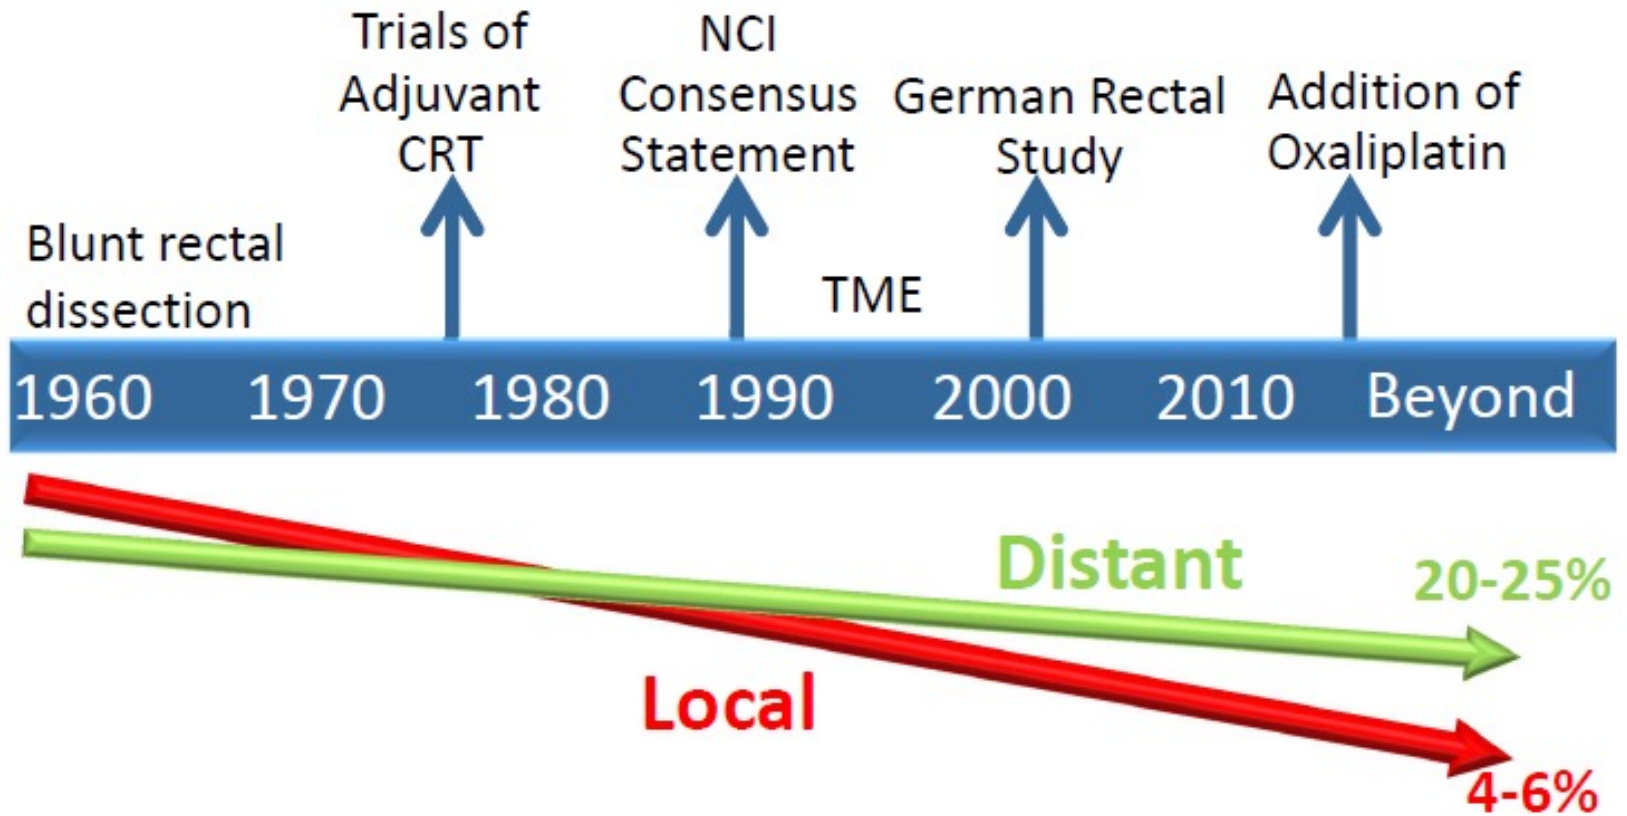 Trials of
Adjuvant
CRT
NCI
Consensus
Statement
German Rectal
Study
Addition of
Oxaliplatin
Blunt rectal
dissection
TME
1960 1970 1980 1990 2000 2010 Beyond
Distant
20-25%
Local
4-6%